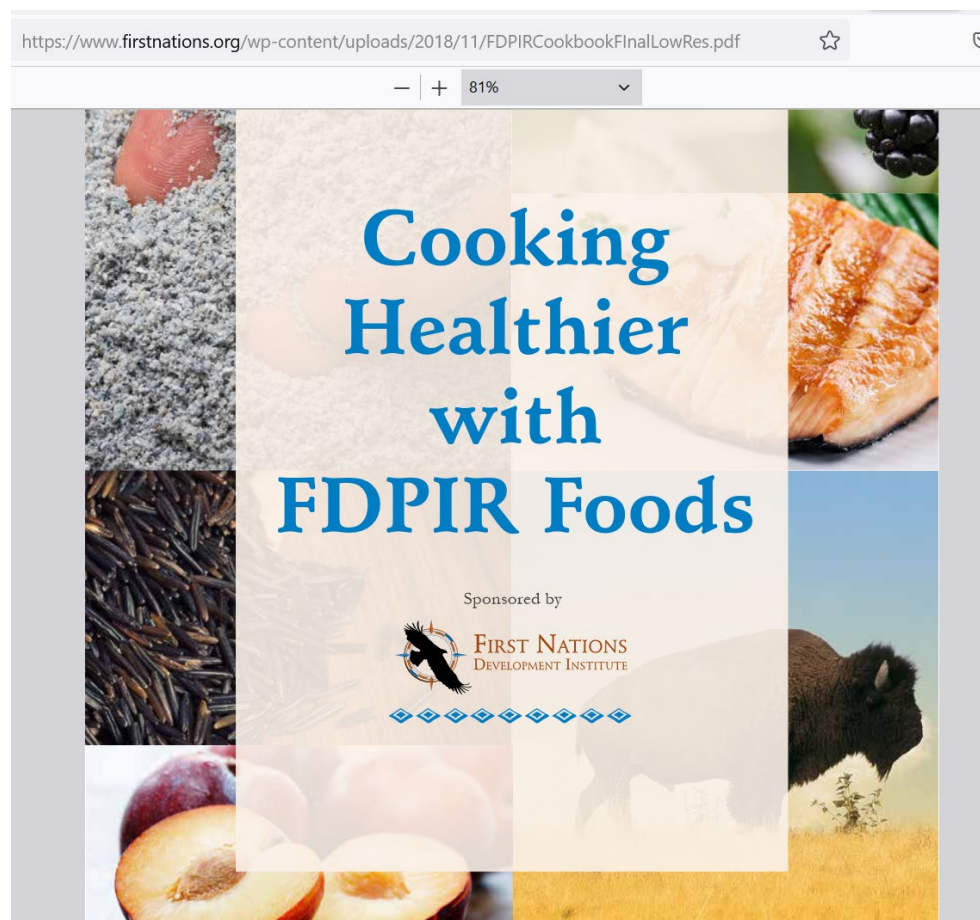 https://www.firstnations.org/wp-content/uploads/2018/11/FDPIRCookbookFInalLowRes.pdf
81%
Cooking
Healthier
with
FDPIR Foods
Sponsored by
First Nations
Development Institute